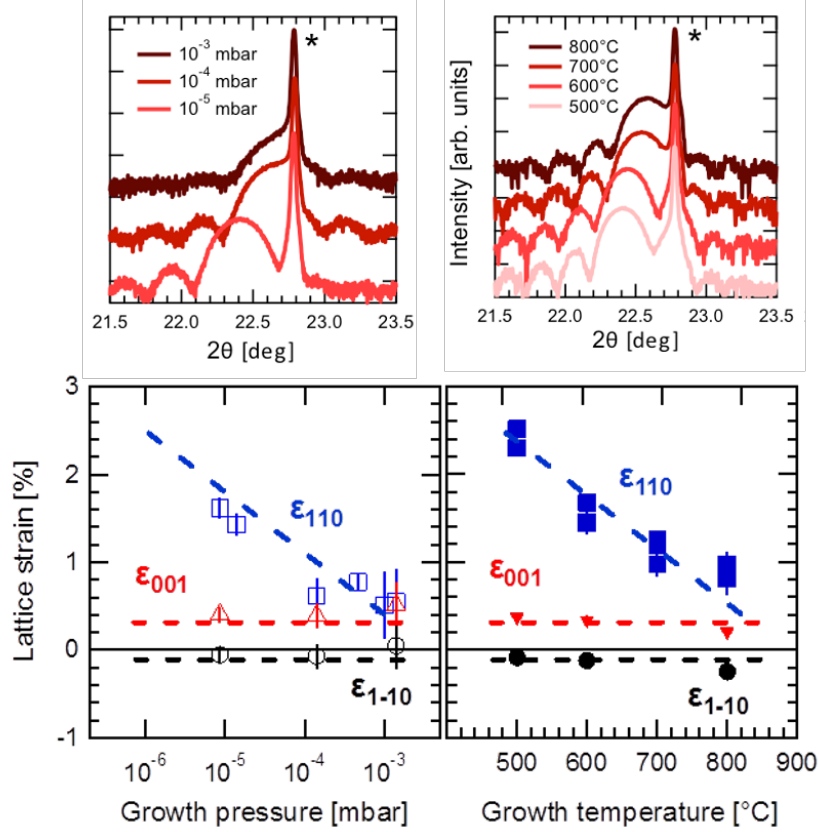 10⁻³ mbar
10⁻⁴ mbar
10⁻⁵ mbar
*
21.5 22.0 22.5 23.0 23.5
2θ [deg]
800°C
700°C
600°C
500°C
*
Intensity [arb. units]
21.5 22.0 22.5 23.0 23.5
2θ [deg]
Lattice strain [%]
3
2
1
0
-1
ε110
ε001
ε1-10
10⁻⁶ 10⁻⁵ 10⁻⁴ 10⁻³
Growth pressure [mbar]
ε110
ε001
ε1-10
500 600 700 800 900
Growth temperature [°C]